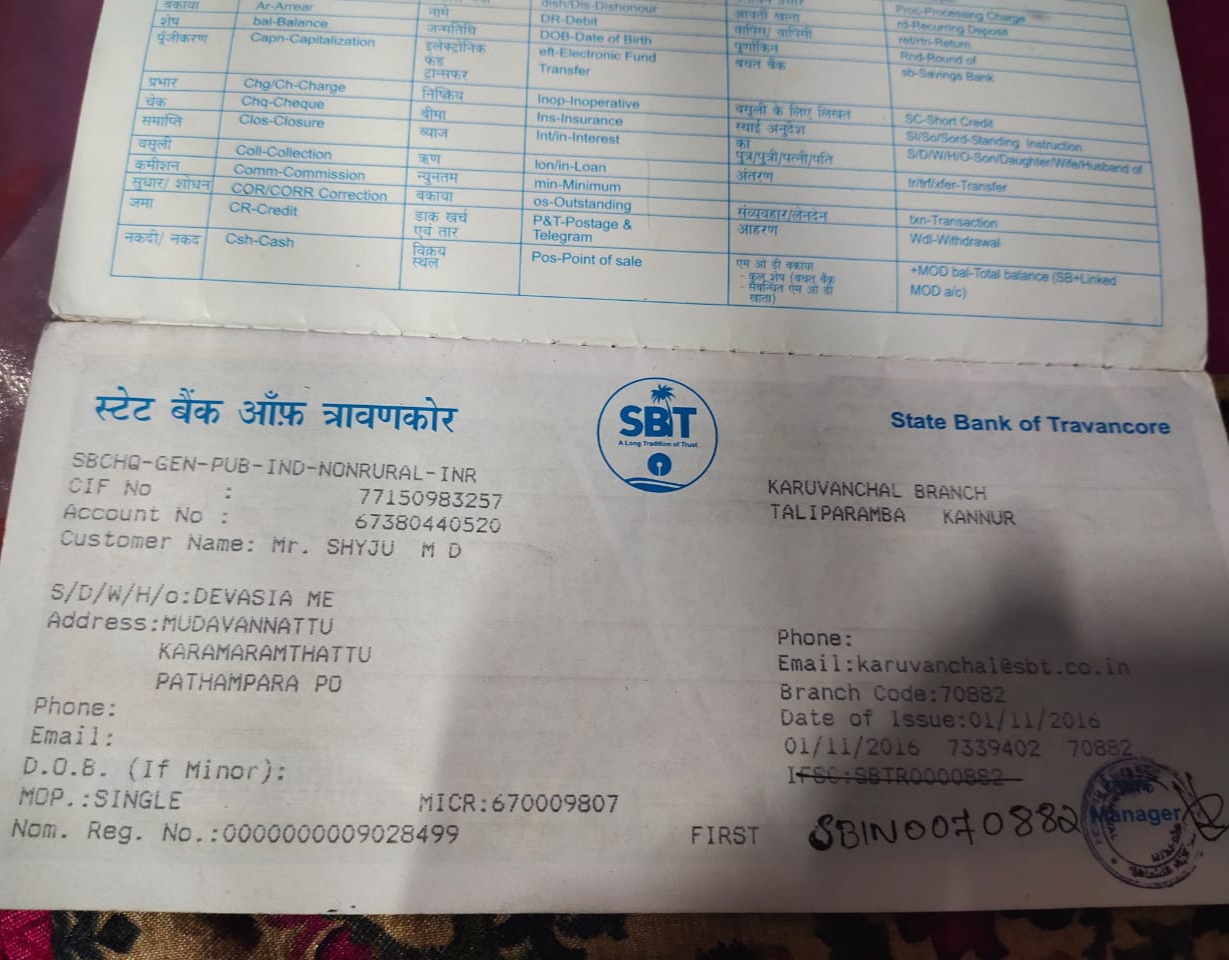 बकाया Ar-Arrear नामे dish/Dis-Dishonour आवर्ती खाता Proc-Processing Charge
शेष bal-Balance जन्मतिथि DR-Debit वापिस/ वापिसी rd-Recurring Deposit
पूँजीकरण Capn-Capitalization इलेक्ट्रोनिक फंड ट्रान्सफर DOB-Date of Birth पूर्णांकन ret/rtn-Return
eft-Electronic Fund Transfer बचत बैंक Rnd-Round of
sb-Savings Bank
प्रभार Chg/Ch-Charge निष्क्रिय Inop-Inoperative वसूली के लिए लिखत SC-Short Credit
चेक Chq-Cheque बीमा Ins-Insurance स्थाई अनुदेश SI/So/Sord-Standing Instruction
समाप्ति Clos-Closure ब्याज Int/in-Interest का पुत्र/पुत्री/पत्नी/पति S/D/W/H/O-Son/Daughter/Wife/Husband of
वसूली Coll-Collection ऋण lon/in-Loan अंतरण tr/trf/xfer-Transfer
कमीशन Comm-Commission न्युनतम min-Minimum
सुधार/ शोधन COR/CORR Correction बकाया os-Outstanding संव्यवहार/लेनदेन txn-Transaction
जमा CR-Credit डाक खर्च एवं तार P&T-Postage & Telegram आहरण Wdl-Withdrawal
नकदी/ नकद Csh-Cash विक्रय स्थल Pos-Point of sale एम ओ डी बकाया +MOD bal-Total balance (SB+Linked MOD a/c)
- कुल शेष (बचत बैंक
- संबन्धित एम ओ डी
खाता)
स्टेट बैंक ऑफ़ त्रावणकोर
SBT
A Long Tradition of Trust
State Bank of Travancore
SBCHQ-GEN-PUB-IND-NONRURAL-INR
CIF No : 77150983257
Account No : 67380440520
Customer Name: Mr. SHYJU M D
KARUVANCHAL BRANCH
TALIPARAMBA KANNUR
S/D/W/H/o:DEVASIA ME
Address:MUDAVANNATTU
KARAMARAMTHATTU
PATHAMPARA PO
Phone:
Email:
D.O.B. (If Minor):
MOP.:SINGLE MICR:670009807
Nom. Reg. No.:0000000009028499
Phone:
Email:karuvanchal@sbt.co.in
Branch Code:70882
Date of Issue:01/11/2016
01/11/2016 7339402 70882
IFSC:SBTR0000882
FIRST SBIN0070882
Manager